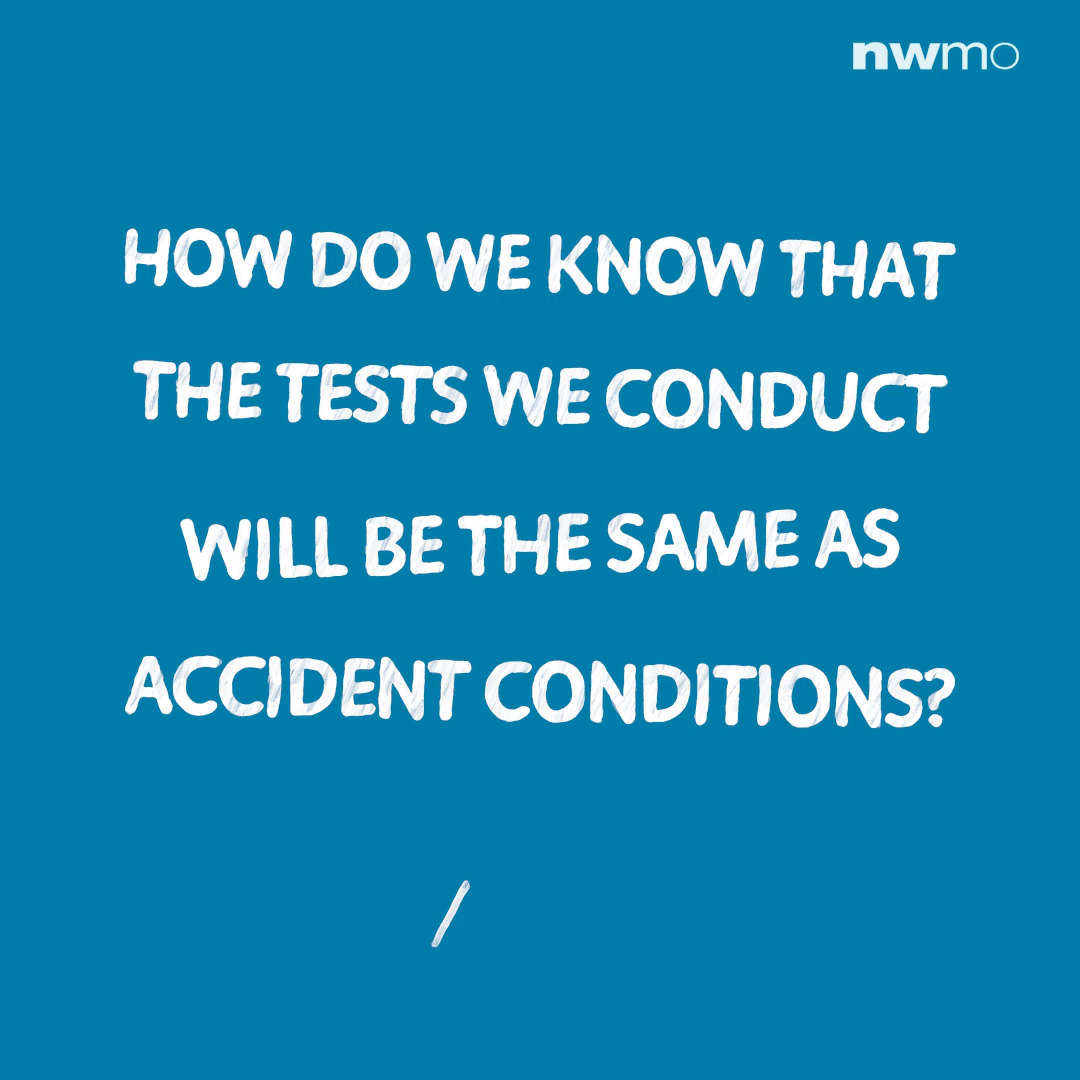 nwmo
HOW DO WE KNOW THAT
THE TESTS WE CONDUCT
WILL BE THE SAME AS
ACCIDENT CONDITIONS?